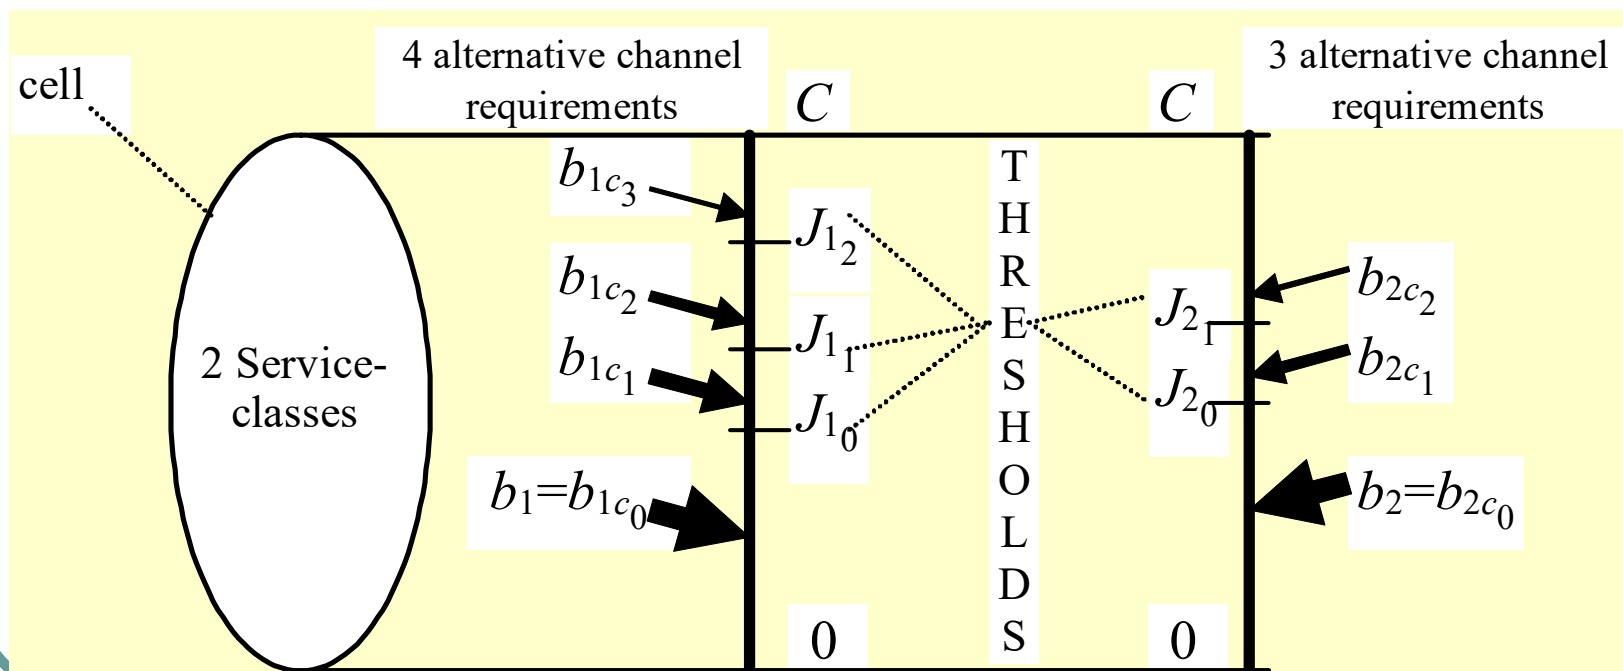 cell
4 alternative channel
requirements
C
C
3 alternative channel
requirements
b1c3
J12
b1c2
J11
b1c1
J10
b1=b1c0
0
2 Service-
classes
THRESHOLDS
J21
J20
0
b2c2
b2c1
b2=b2c0